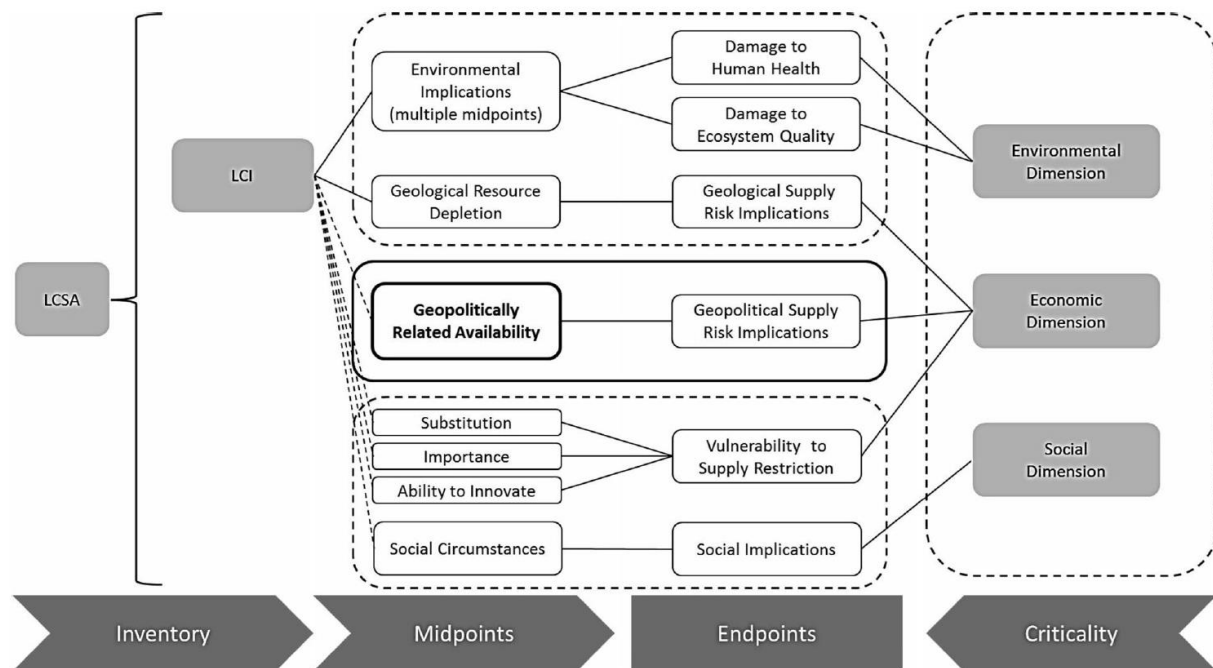 LCSA
LCI
Environmental
Implications
(multiple midpoints)
Geological Resource
Depletion
Geopolitically
Related Availability
Substitution
Importance
Ability to Innovate
Social Circumstances
Damage to
Human Health
Damage to
Ecosystem Quality
Geological Supply
Risk Implications
Geopolitical Supply
Risk Implications
Vulnerability to
Supply Restriction
Social Implications
Environmental
Dimension
Economic
Dimension
Social
Dimension
Inventory
Midpoints
Endpoints
Criticality